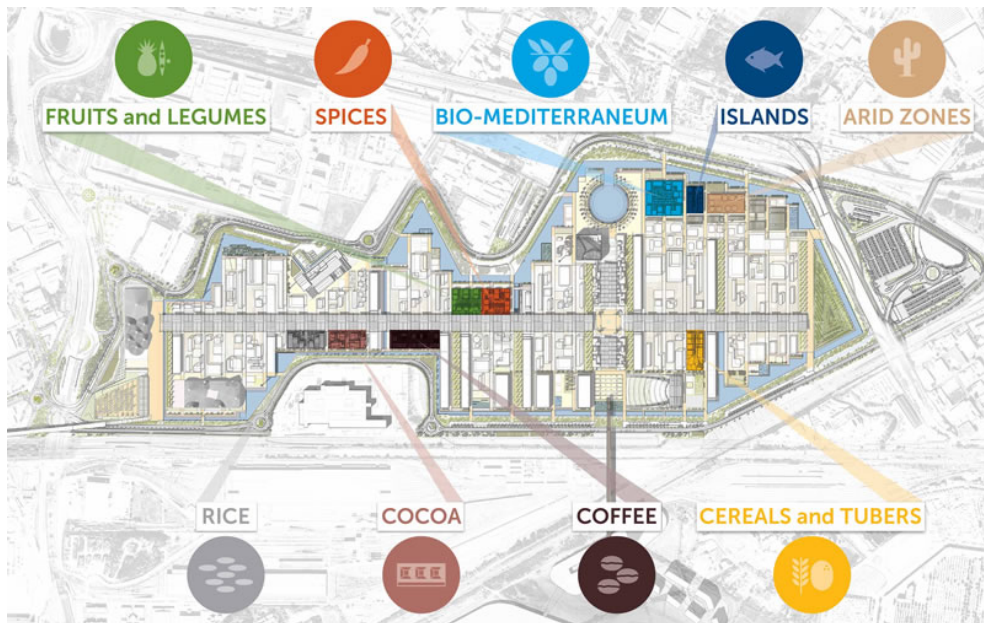 FRUITS and LEGUMES
SPICES
BIO-MEDITERRANEUM
ISLANDS
ARID ZONES
RICE
COCOA
COFFEE
CEREALS and TUBERS